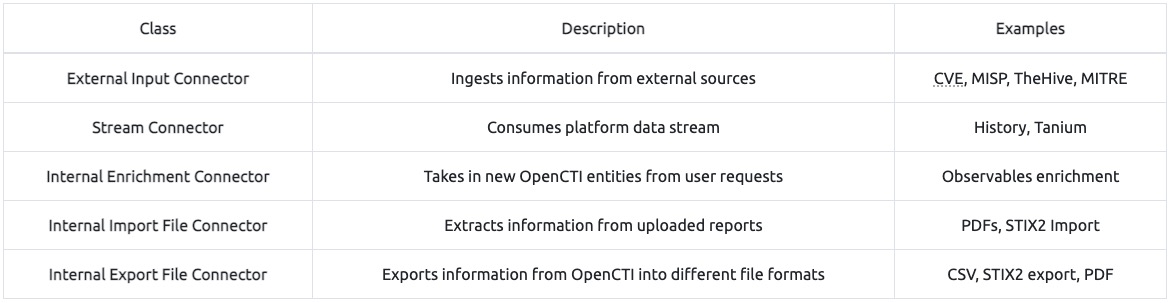 Class Description Examples
External Input Connector Ingests information from external sources CVE, MISP, TheHive, MITRE
Stream Connector Consumes platform data stream History, Tanium
Internal Enrichment Connector Takes in new OpenCTI entities from user requests Observables enrichment
Internal Import File Connector Extracts information from uploaded reports PDFs, STIX2 Import
Internal Export File Connector Exports information from OpenCTI into different file formats CSV, STIX2 export, PDF